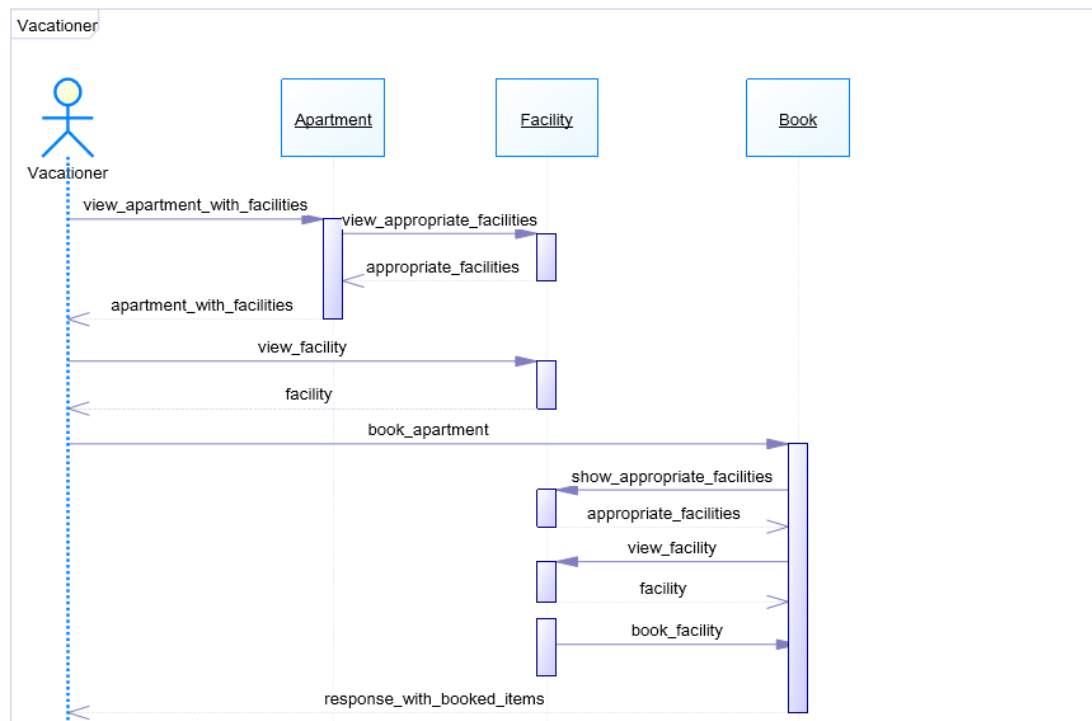 Vacationer
Apartment
Facility
Book
Vacationer
view_apartment_with_facilities
view_appropriate_facilities
appropriate_facilities
apartment_with_facilities
view_facility
facility
book_apartment
show_appropriate_facilities
appropriate_facilities
view_facility
facility
book_facility
response_with_booked_items